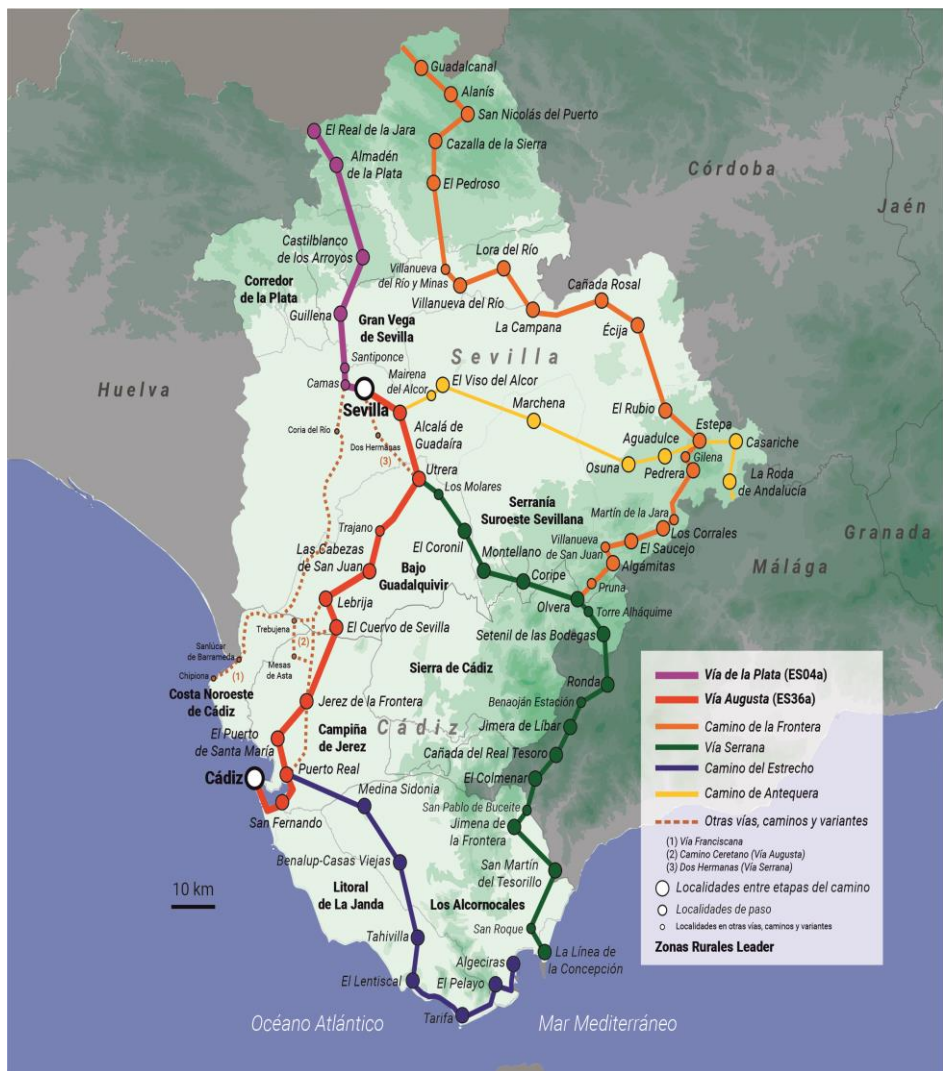 Guadalcanal
Alanís
San Nicolás del Puerto
El Real de la Jara
Cazalla de la Sierra
Almadén
de la Plata
Córdoba
El Pedroso
Jaén
Castilblanco
de los Arroyos
Lora del Río
Villanueva
del Río y Minas
Corredor
de la Plata
Cañada Rosal
Villanueva del Río
Guillena
Gran Vega
de Sevilla
La Campana
Écija
Sevilla
Santiponce
Mairena
del Alcor
El Viso del Alcor
Huelva
Camas
Sevilla
Marchena
El Rubio
Coria del Río
Alcalá de
Guadaíra
Estepa
Dos Hermanas
(3)
Aguadulce
Casariche
Gilena
Osuna
Pedrera
Utrera
La Roda
de Andalucía
Los Molares
Serranía
Suroeste Sevillana
Martín de la Jara
Granada
Trajano
Los Corrales
Villanueva
de San Juan
El Saucejo
El Coronil
Las Cabezas
de San Juan
Montellano
Algámitas
Málaga
Bajo
Guadalquivir
Coripe
Pruna
Lebrija
Olvera
Torre Alháquime
Trebujena
El Cuervo de Sevilla
(2)
Setenil de las Bodegas
Sanlúcar
de Barrameda
Mesas
de Asta
Sierra de Cádiz
Chipiona
(1)
Ronda
Costa Noroeste
de Cádiz
Jerez de la Frontera
Benaoján Estación
Cádiz
Campiña
de Jerez
Jimera de Líbar
El Puerto
de Santa María
Cañada del Real Tesoro
Puerto Real
Cádiz
El Colmenar
Medina Sidonia
San Pablo de Buceite
San Fernando
Jimena de
la Frontera
Benalup-Casas Viejas
San Martín
del Tesorillo
Litoral
de La Janda
Los Alcornocales
10 km
San Roque
Tahivilla
La Línea de
la Concepción
Algeciras
El Lentiscal
El Pelayo
Tarifa
Océano Atlántico
Mar Mediterráneo
Vía de la Plata (ES04a)
Vía Augusta (ES36a)
Camino de la Frontera
Vía Serrana
Camino del Estrecho
Camino de Antequera
Otras vías, caminos y variantes
(1) Vía Franciscana
(2) Camino Ceretano (Vía Augusta)
(3) Dos Hermanas (Vía Serrana)
Localidades entre etapas del camino
Localidades de paso
Localidades en otras vías, caminos y variantes
Zonas Rurales Leader